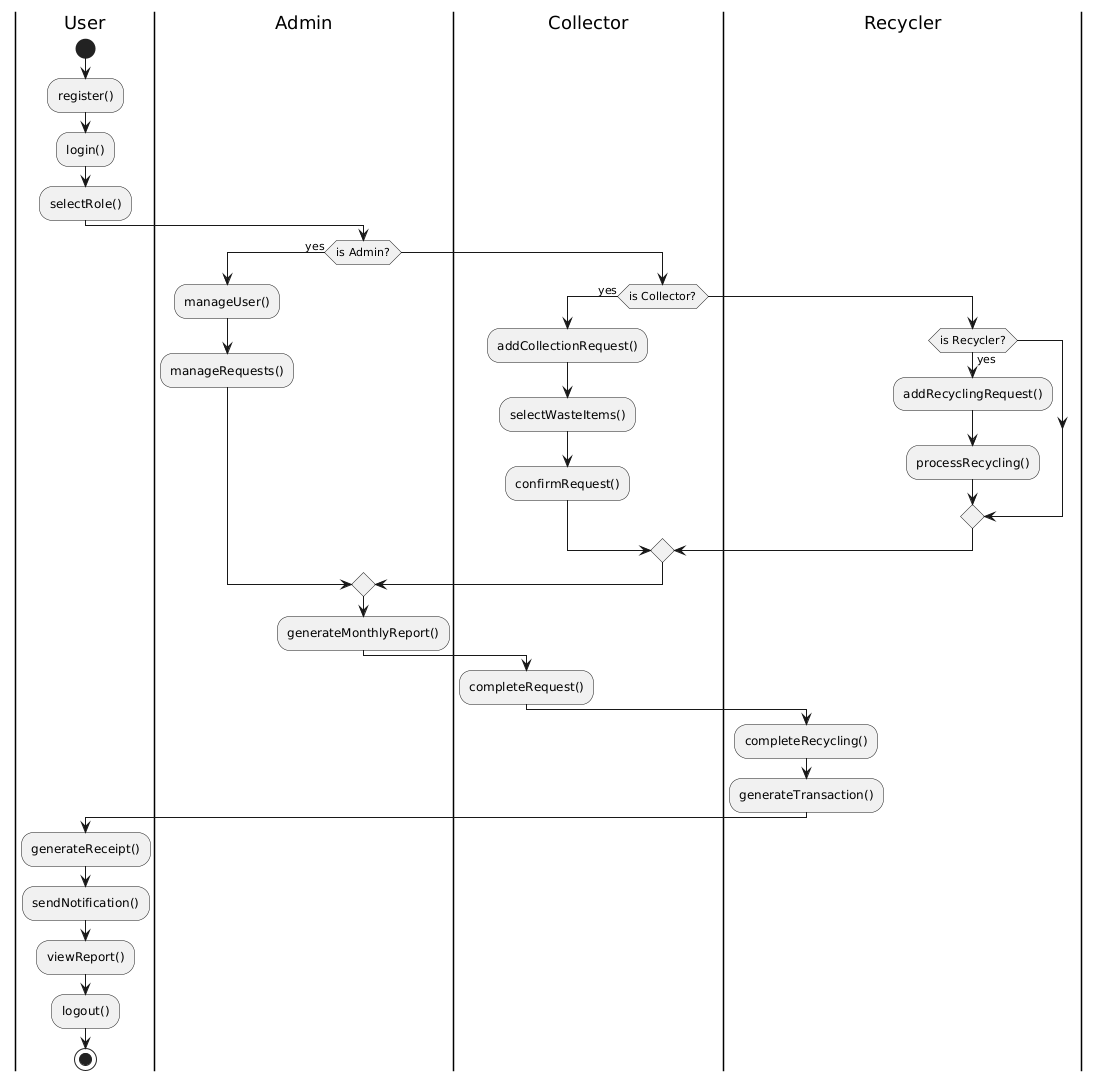 User
Admin
Collector
Recycler
register()
login()
selectRole()
yes
is Admin?
manageUser()
manageRequests()
yes
is Collector?
addCollectionRequest()
selectWasteItems()
confirmRequest()
is Recycler?
yes
addRecyclingRequest()
processRecycling()
generateMonthlyReport()
completeRequest()
completeRecycling()
generateTransaction()
generateReceipt()
sendNotification()
viewReport()
logout()